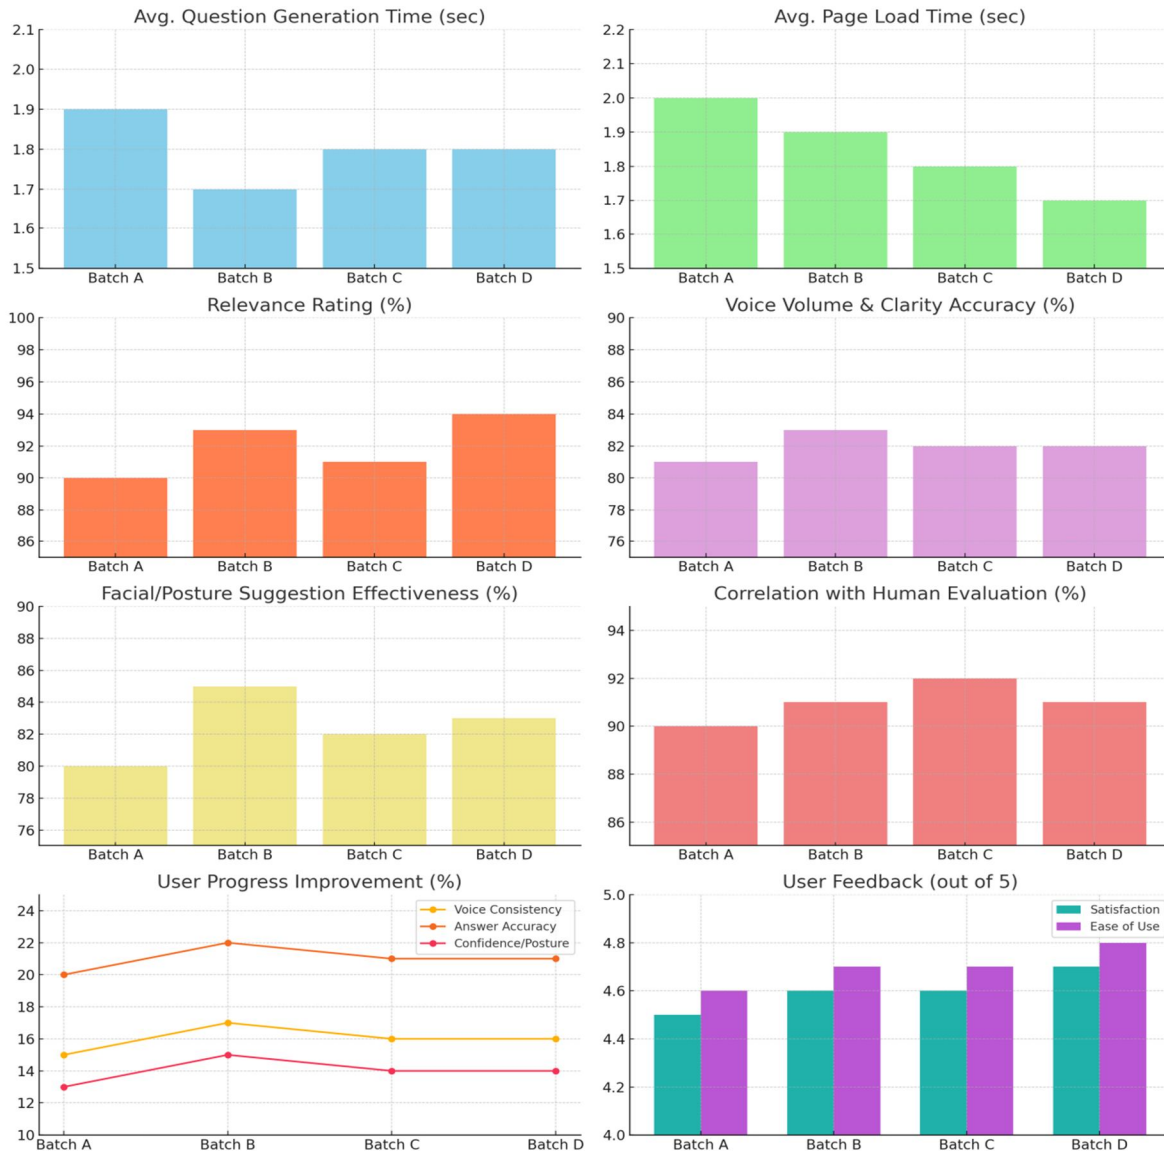 Avg. Question Generation Time (sec)
2.1
2.0
1.9
1.8
1.7
1.6
1.5
Batch A Batch B Batch C Batch D
Avg. Page Load Time (sec)
2.2
2.1
2.0
1.9
1.8
1.7
1.6
1.5
Batch A Batch B Batch C Batch D
Relevance Rating (%)
100
98
96
94
92
90
88
86
Batch A Batch B Batch C Batch D
Voice Volume & Clarity Accuracy (%)
90
88
86
84
82
80
78
76
Batch A Batch B Batch C Batch D
Facial/Posture Suggestion Effectiveness (%)
90
88
86
84
82
80
78
76
Batch A Batch B Batch C Batch D
Correlation with Human Evaluation (%)
94
92
90
88
86
Batch A Batch B Batch C Batch D
User Progress Improvement (%)
24
22
20
18
16
14
12
10
Voice Consistency
Answer Accuracy
Confidence/Posture
Batch A Batch B Batch C Batch D
User Feedback (out of 5)
5.0
4.8
4.6
4.4
4.2
4.0
Satisfaction
Ease of Use
Batch A Batch B Batch C Batch D